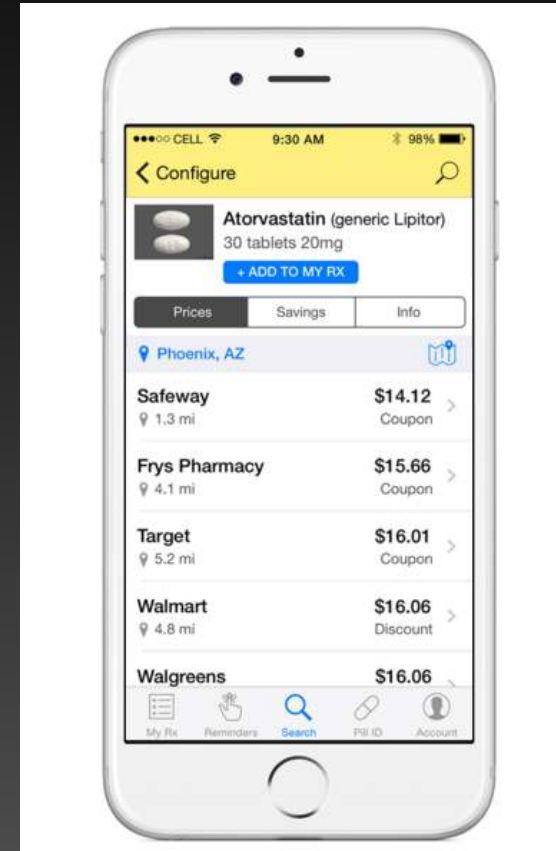 CELL 9:30 AM 98%
Configure
Atorvastatin (generic Lipitor)
30 tablets 20mg
+ ADD TO MY RX
Prices Savings Info
Phoenix, AZ
Safeway $14.12
1.3 mi Coupon
Frys Pharmacy $15.66
4.1 mi Coupon
Target $16.01
5.2 mi Coupon
Walmart $16.06
4.8 mi Discount
Walgreens $16.06
My Rx Reminders Search Pill ID Account